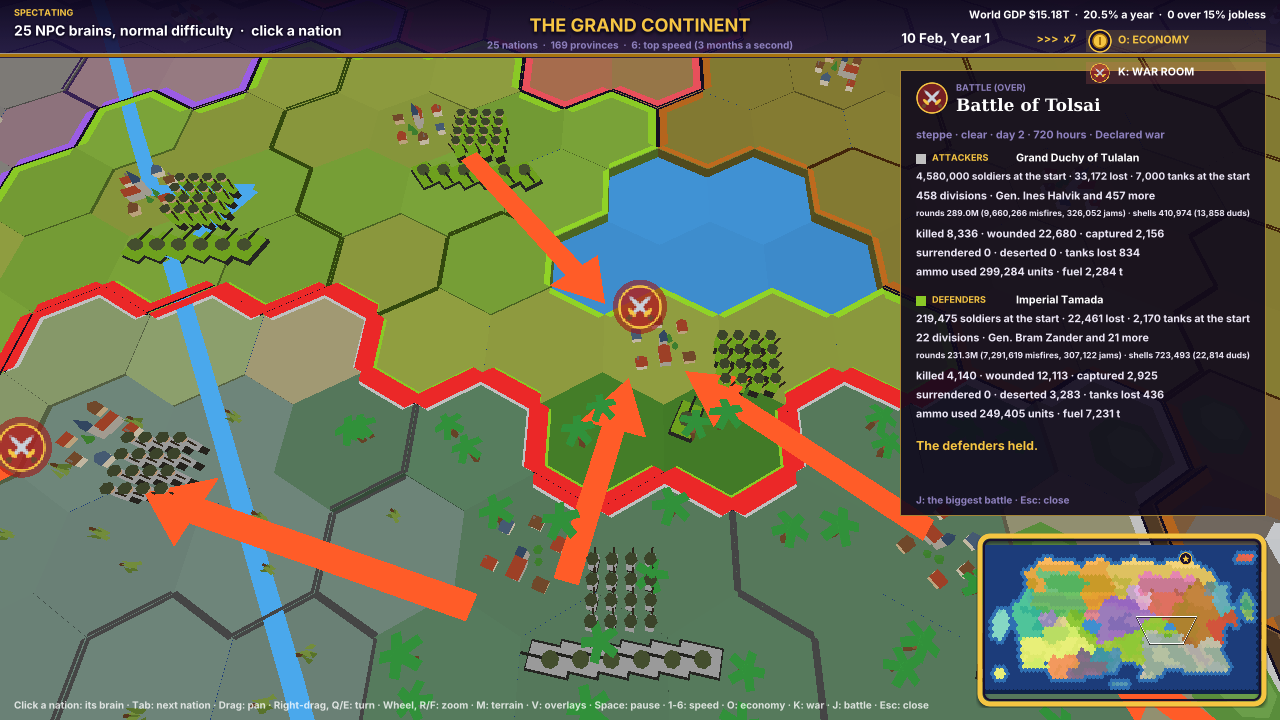 SPECTATING
25 NPC brains, normal difficulty · click a nation
THE GRAND CONTINENT
25 nations · 169 provinces · 6: top speed (3 months a second)
World GDP $15.18T · 20.5% a year · 0 over 15% jobless
10 Feb, Year 1
>>> x7
O: ECONOMY
K: WAR ROOM
BATTLE (OVER)
Battle of Tolsai
steppe · clear · day 2 · 720 hours · Declared war
ATTACKERS Grand Duchy of Tulalan
4,580,000 soldiers at the start · 33,172 lost · 7,000 tanks at the start
458 divisions · Gen. Ines Halvik and 457 more
rounds 289.0M (9,660,266 misfires, 326,052 jams) · shells 410,974 (13,858 duds)
killed 8,336 · wounded 22,680 · captured 2,156
surrendered 0 · deserted 0 · tanks lost 834
ammo used 299,284 units · fuel 2,284 t
DEFENDERS Imperial Tamada
219,475 soldiers at the start · 22,461 lost · 2,170 tanks at the start
22 divisions · Gen. Bram Zander and 21 more
rounds 231.3M (7,291,619 misfires, 307,122 jams) · shells 723,493 (22,814 duds)
killed 4,140 · wounded 12,113 · captured 2,925
surrendered 0 · deserted 3,283 · tanks lost 436
ammo used 249,405 units · fuel 7,231 t
The defenders held.
J: the biggest battle · Esc: close
Click a nation: its brain · Tab: next nation · Drag: pan · Right-drag, Q/E: turn · Wheel, R/F: zoom · M: terrain · V: overlays · Space: pause · 1-6: speed · O: economy · K: war · J: battle · Esc: close